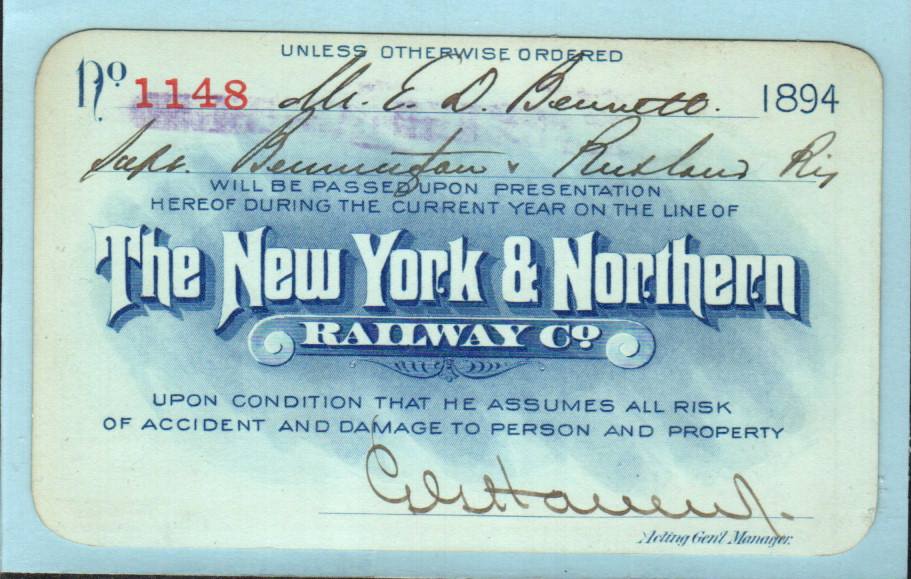 UNLESS OTHERWISE ORDERED
No. 1148 Mr. E. D. Bennett. 1894
Supt. Bennington & Rutland Ry
WILL BE PASSED UPON PRESENTATION
HEREOF DURING THE CURRENT YEAR ON THE LINE OF
The New York & Northern
RAILWAY Co.
UPON CONDITION THAT HE ASSUMES ALL RISK
OF ACCIDENT AND DAMAGE TO PERSON AND PROPERTY
Acting Gen'l Manager.